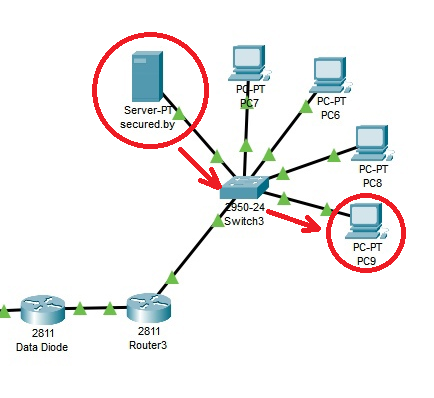 Server-PT
secured.by
PC-PT
PC7
PC-PT
PC6
PC-PT
PC8
2950-24
Switch3
PC-PT
PC9
2811
Data Diode
2811
Router3